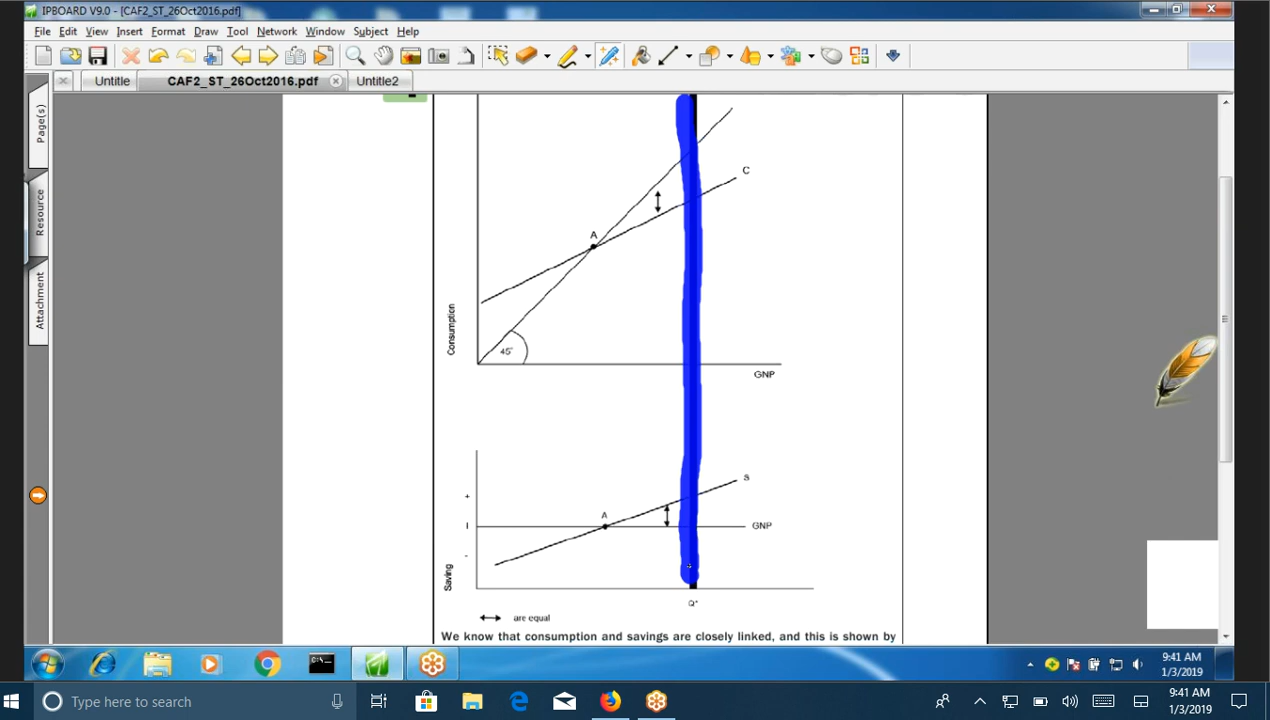 IPBOARD V9.0 - [CAF2_ST_26Oct2016.pdf]
File Edit View Insert Format Draw Tool Network Window Subject Help
Untitle CAF2_ST_26Oct2016.pdf Untitle2
Page(s)
Resource
Attachment
C
A
Consumption
45°
GNP
S
+
A
I
GNP
-
Saving
Q*
are equal
We know that consumption and savings are closely linked, and this is shown by
9:41 AM
1/3/2019
Type here to search
9:41 AM
1/3/2019